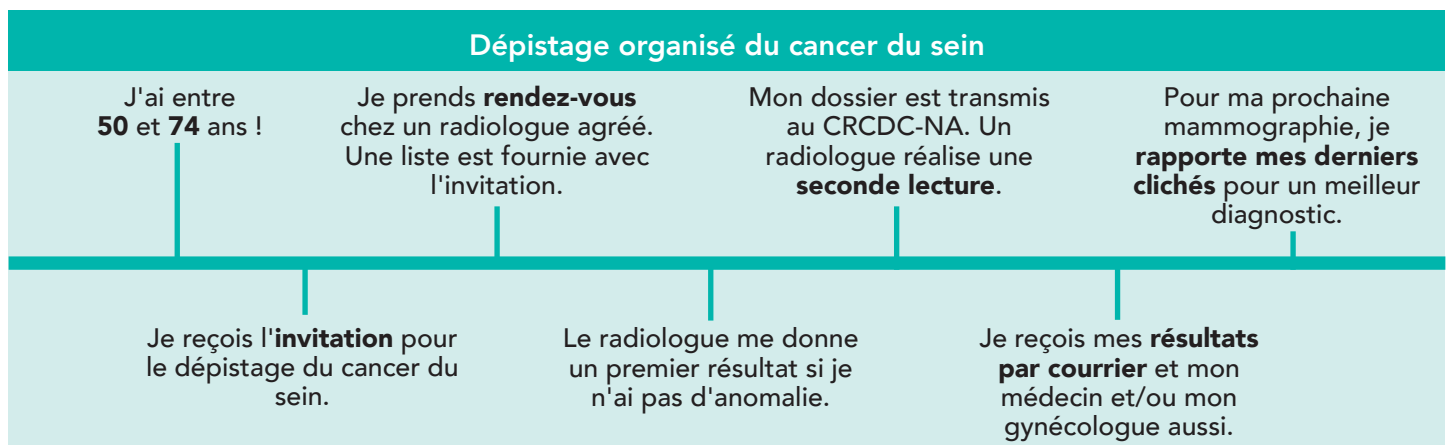 Dépistage organisé du cancer du sein
J'ai entre
50 et 74 ans !
Je reçois l'invitation pour
le dépistage du cancer du
sein.
Je prends rendez-vous
chez un radiologue agréé.
Une liste est fournie avec
l'invitation.
Le radiologue me donne
un premier résultat si je
n'ai pas d'anomalie.
Mon dossier est transmis
au CRCDC-NA. Un
radiologue réalise une
seconde lecture.
Je reçois mes résultats
par courrier et mon
médecin et/ou mon
gynécologue aussi.
Pour ma prochaine
mammographie, je
rapporte mes derniers
clichés pour un meilleur
diagnostic.